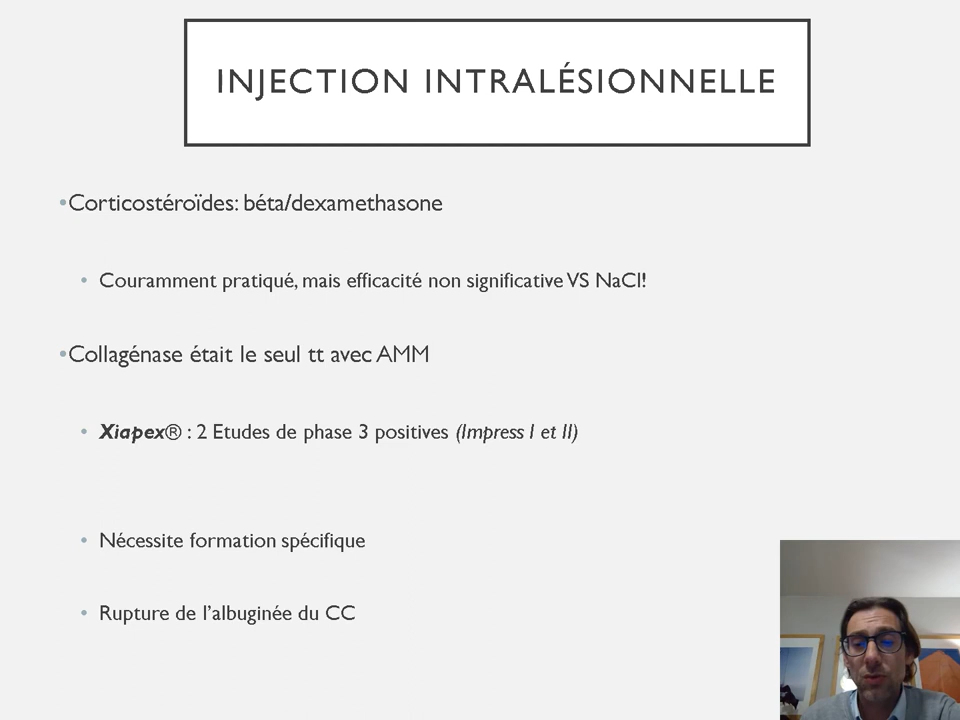 INJECTION INTRALÉSIONNELLE
•Corticostéroïdes: béta/dexamethasone
• Couramment pratiqué, mais efficacité non significative VS NaCl!
•Collagénase était le seul tt avec AMM
• Xiapex® : 2 Etudes de phase 3 positives (Impress I et II)
• Nécessite formation spécifique
• Rupture de l'albuginée du CC